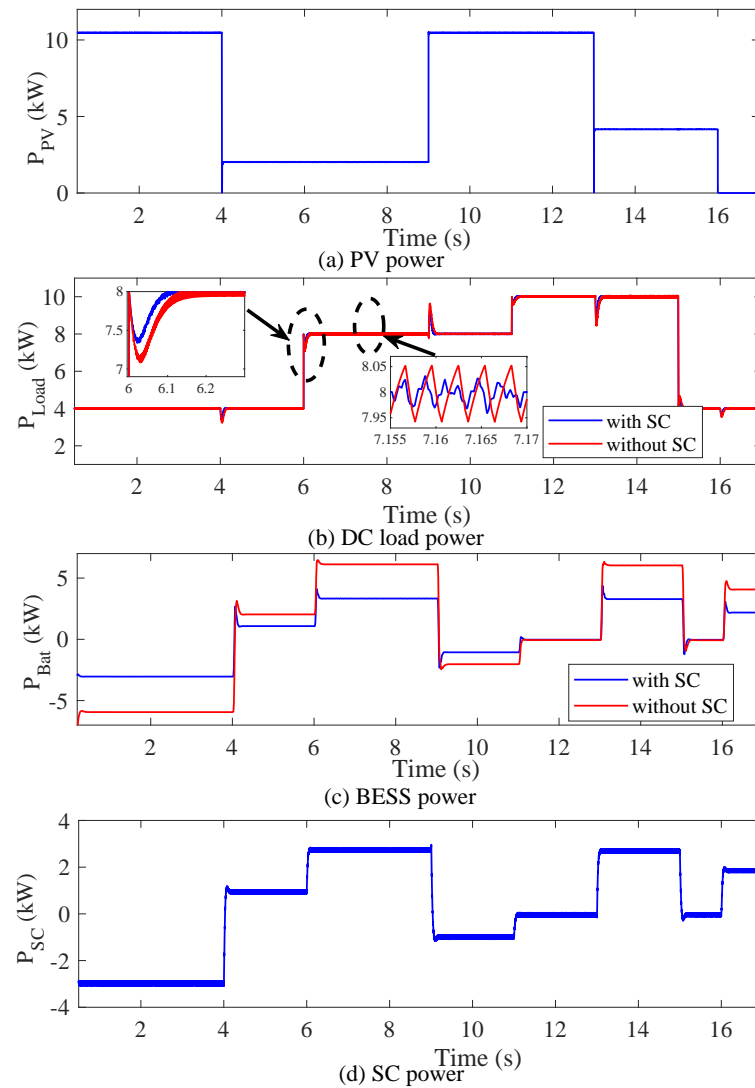 10
5
0
P_PV (kW)
2 4 6 8 10 12 14 16
Time (s)
(a) PV power
10
8
6
4
2
P_Load (kW)
8
7.5
7
6 6.1 6.2
8.05
8
7.95
7.155 7.16 7.165 7.17
with SC
without SC
2 4 6 8 10 12 14 16
Time (s)
(b) DC load power
5
0
-5
P_Bat (kW)
with SC
without SC
2 4 6 8 10 12 14 16
Time (s)
(c) BESS power
4
2
0
-2
-4
P_SC (kW)
2 4 6 8 10 12 14 16
Time (s)
(d) SC power